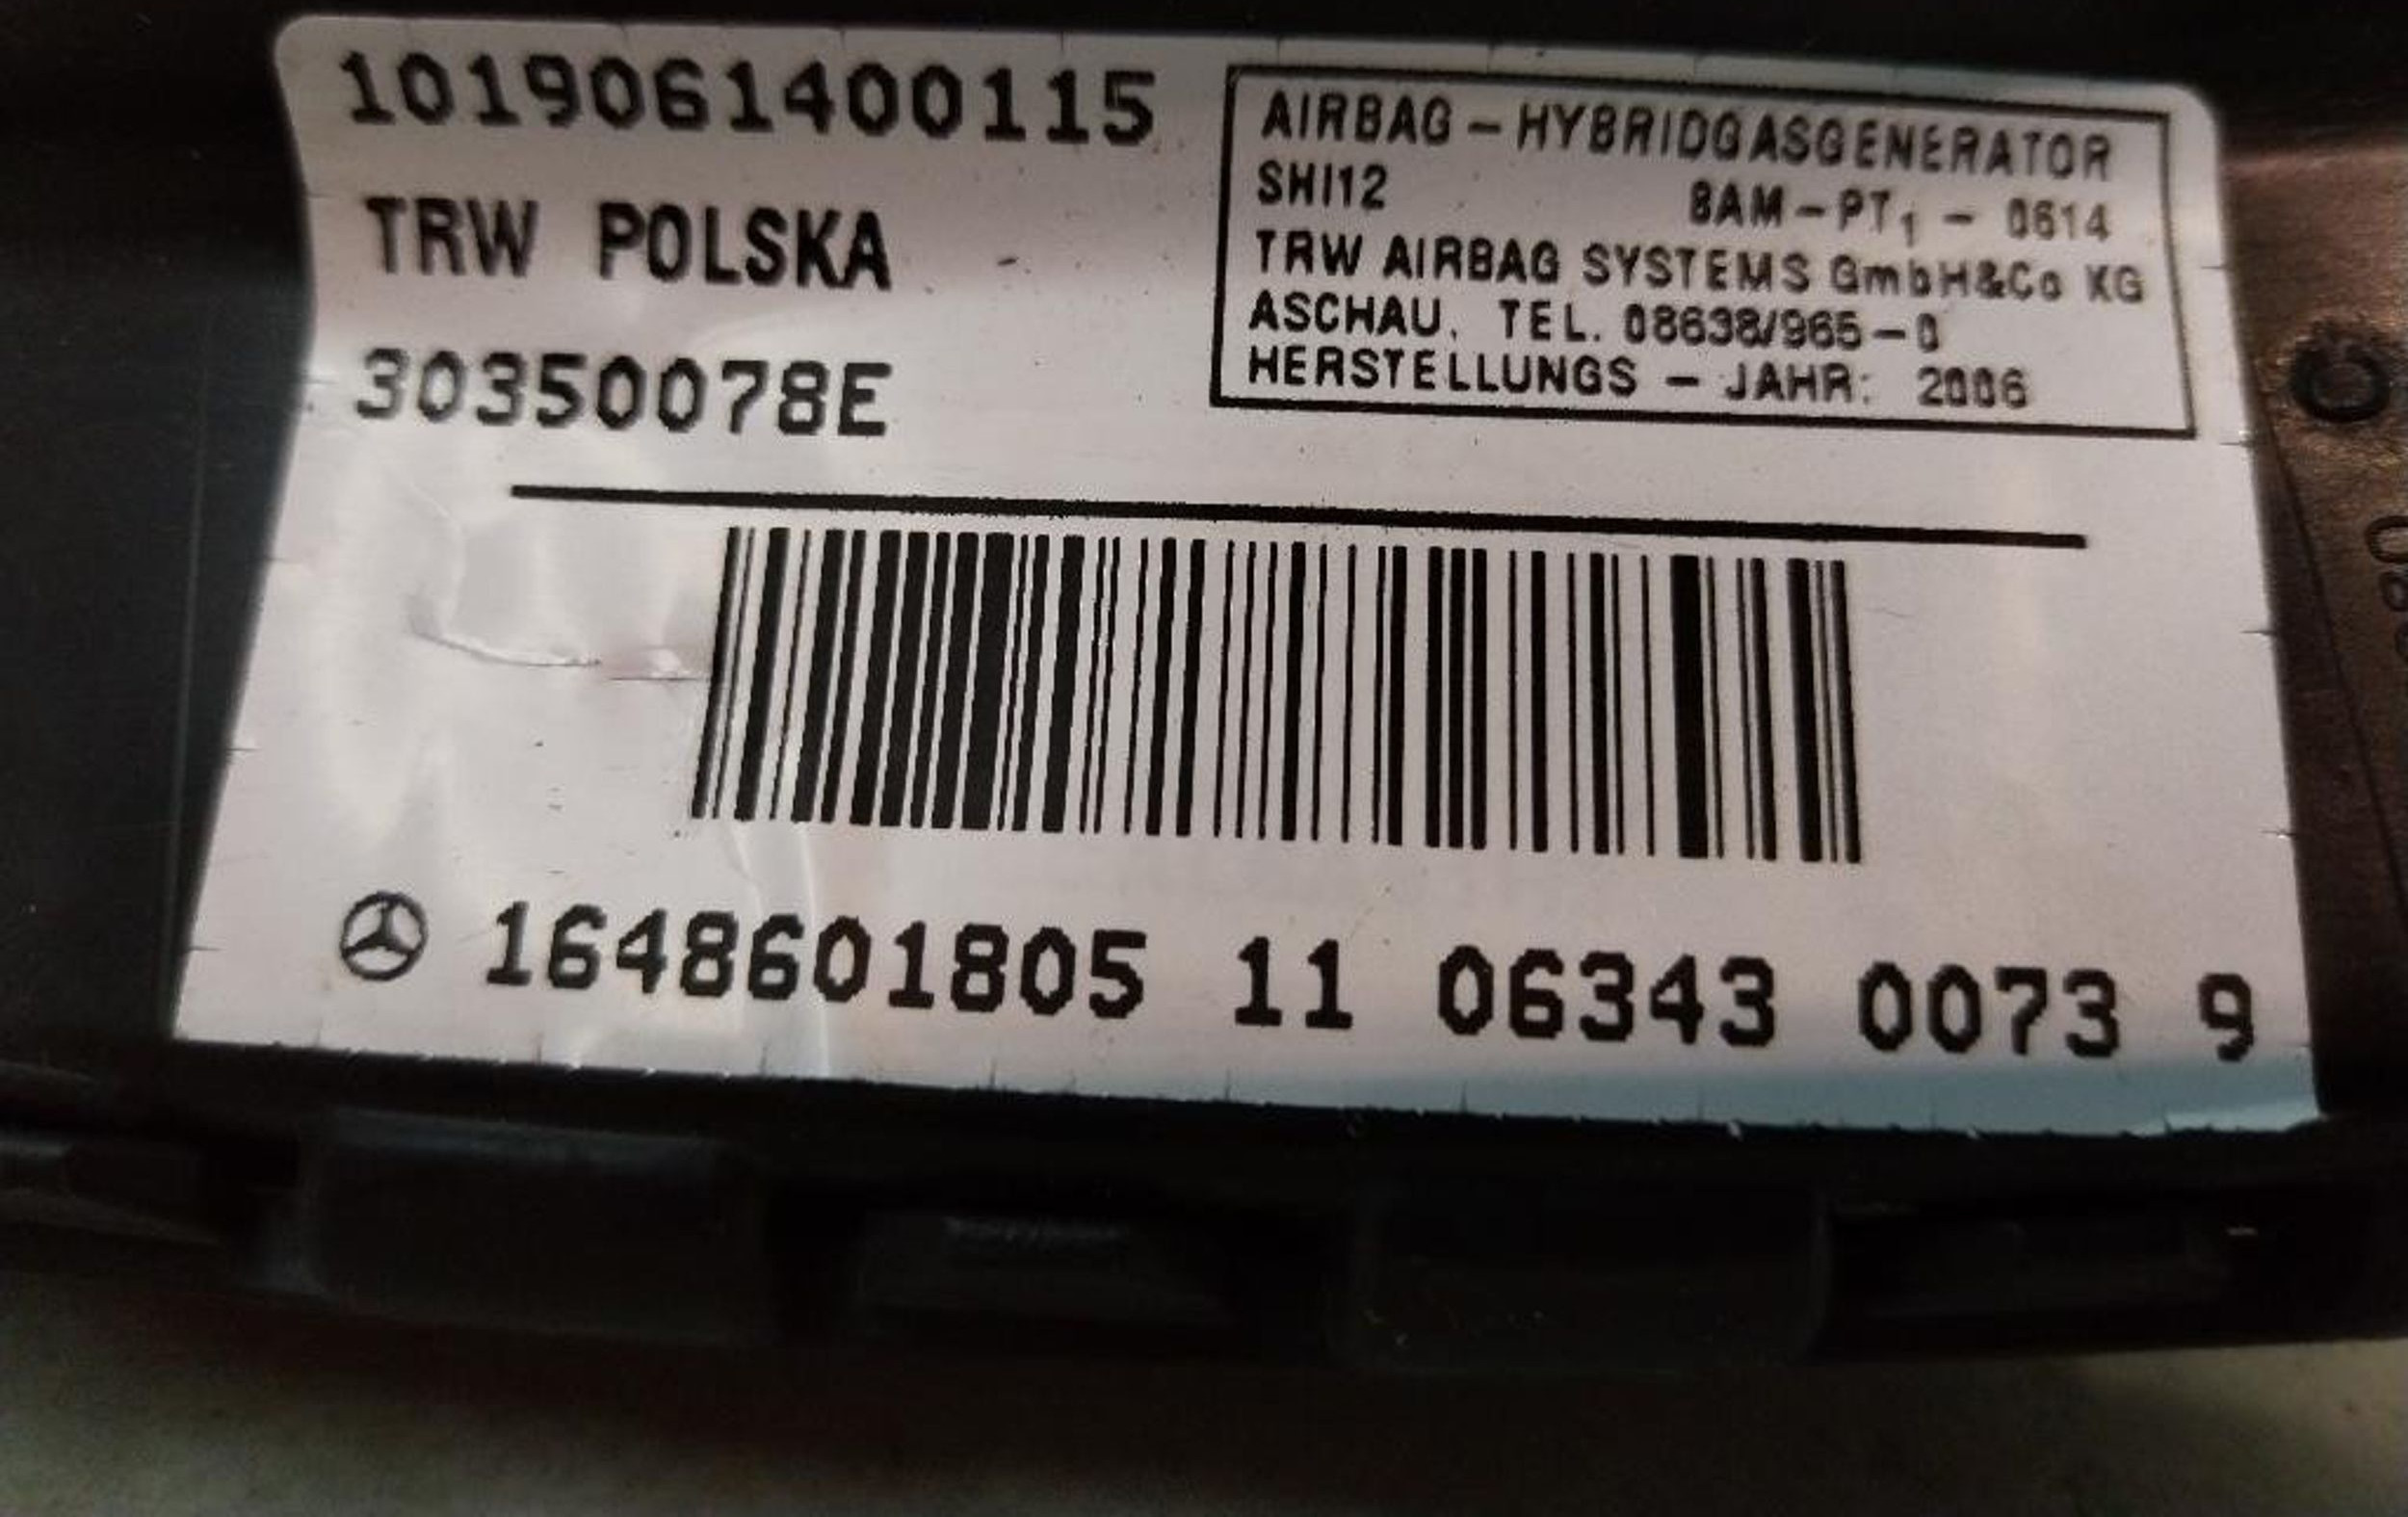 1019061400115
TRW POLSKA
30350078E
AIRBAG – HYBRIDGASGENERATOR
SHI12 BAM – PT₁ – 0614
TRW AIRBAG SYSTEMS GmbH&Co KG
ASCHAU, TEL. 08638/965–0
HERSTELLUNGS – JAHR: 2006
1648601805 11 06343 0073 9